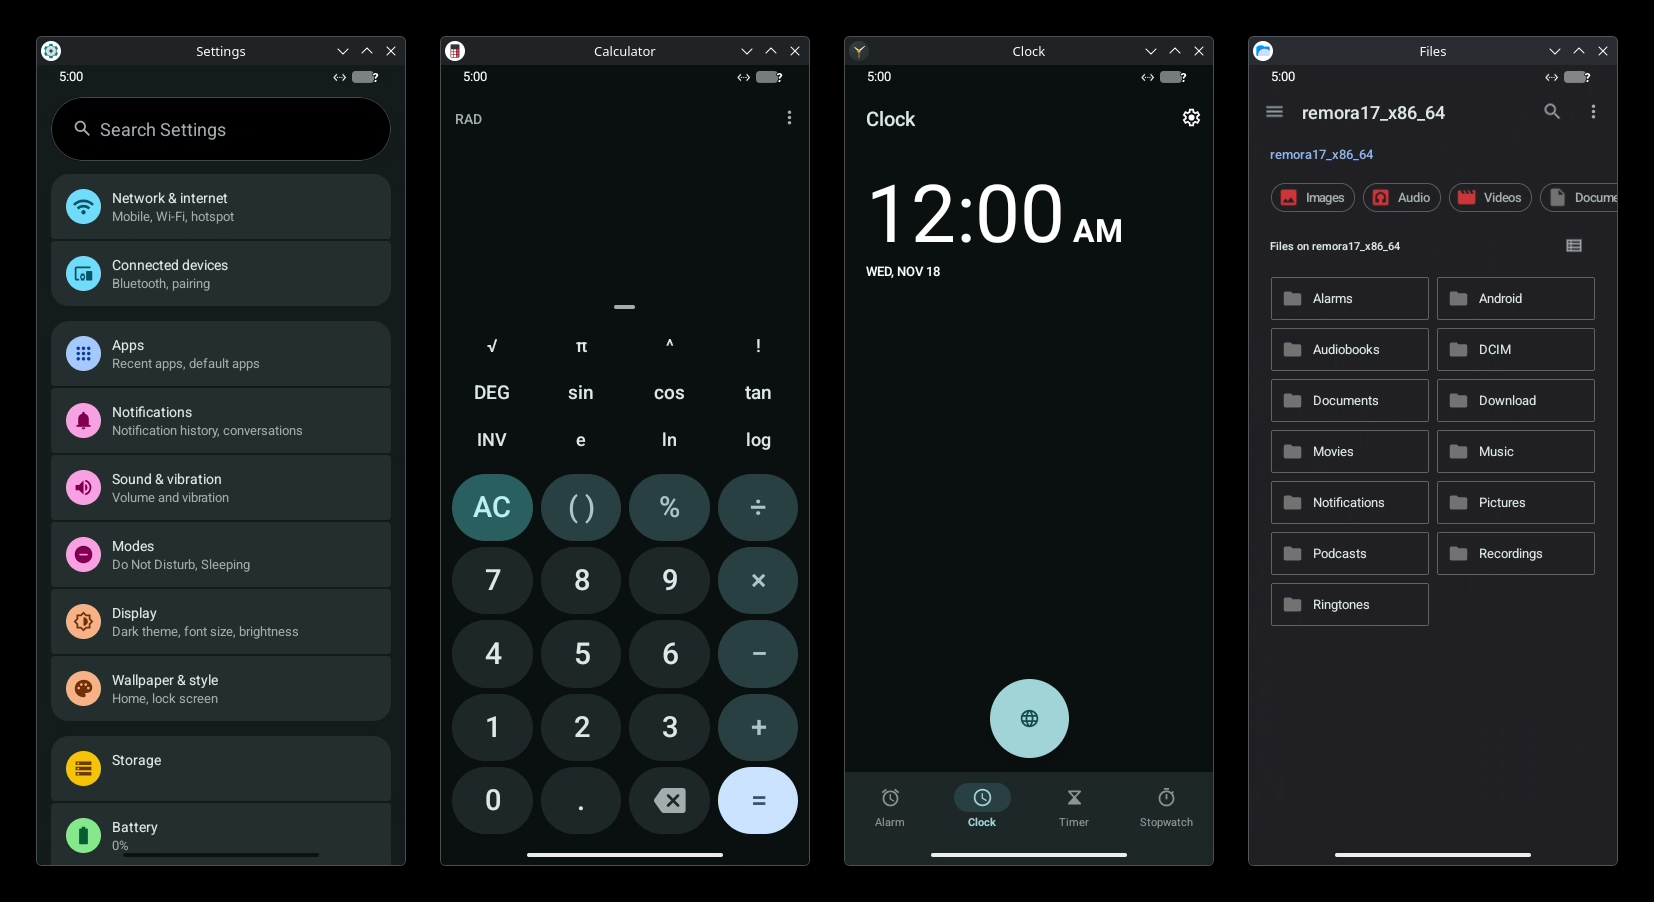 Settings
5:00
Search Settings
Network & internet
Mobile, Wi-Fi, hotspot
Connected devices
Bluetooth, pairing
Apps
Recent apps, default apps
Notifications
Notification history, conversations
Sound & vibration
Volume and vibration
Modes
Do Not Disturb, Sleeping
Display
Dark theme, font size, brightness
Wallpaper & style
Home, lock screen
Storage
Battery
0%
Calculator
5:00
RAD
√ π ^ !
DEG sin cos tan
INV e ln log
AC ( ) % ÷
7 8 9 ×
4 5 6 −
1 2 3 +
0 . =
Clock
5:00
Clock
12:00 AM
WED, NOV 18
Alarm Clock Timer Stopwatch
Files
5:00
remora17_x86_64
remora17_x86_64
Images Audio Videos Docume
Files on remora17_x86_64
Alarms Android
Audiobooks DCIM
Documents Download
Movies Music
Notifications Pictures
Podcasts Recordings
Ringtones